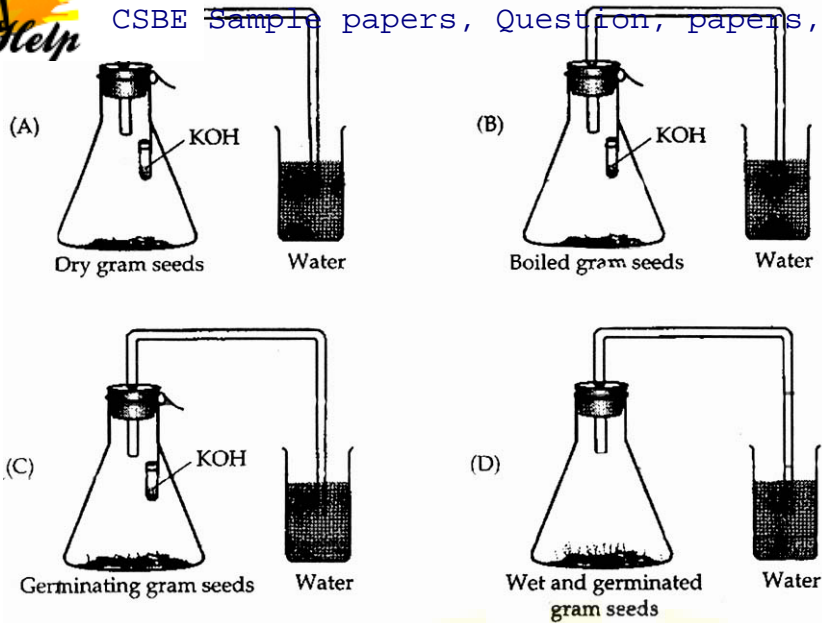 Help
CSBE Sample papers, Question, papers,
(A)
KOH
Dry gram seeds
Water
(B)
KOH
Boiled gram seeds
Water
(C)
KOH
Germinating gram seeds
Water
(D)
Wet and germinated
gram seeds
Water